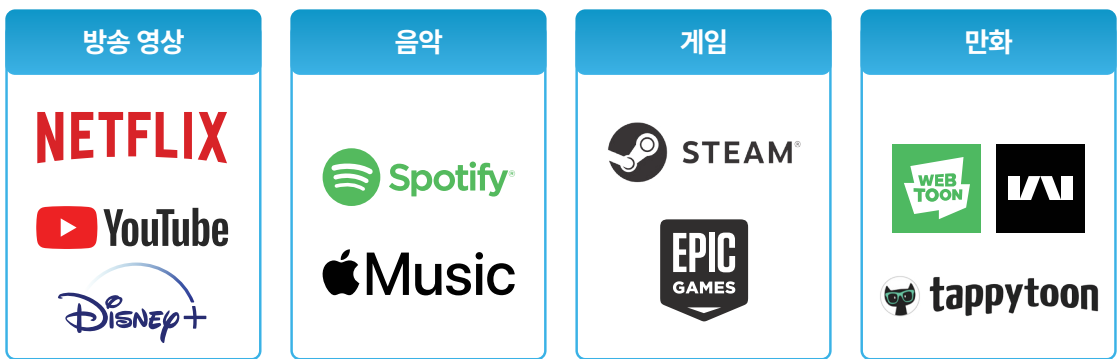 방송 영상
NETFLIX
YouTube
Disney+
음악
Spotify®
Music
게임
STEAM®
EPIC
GAMES
만화
WEB
TOON
tappytoon